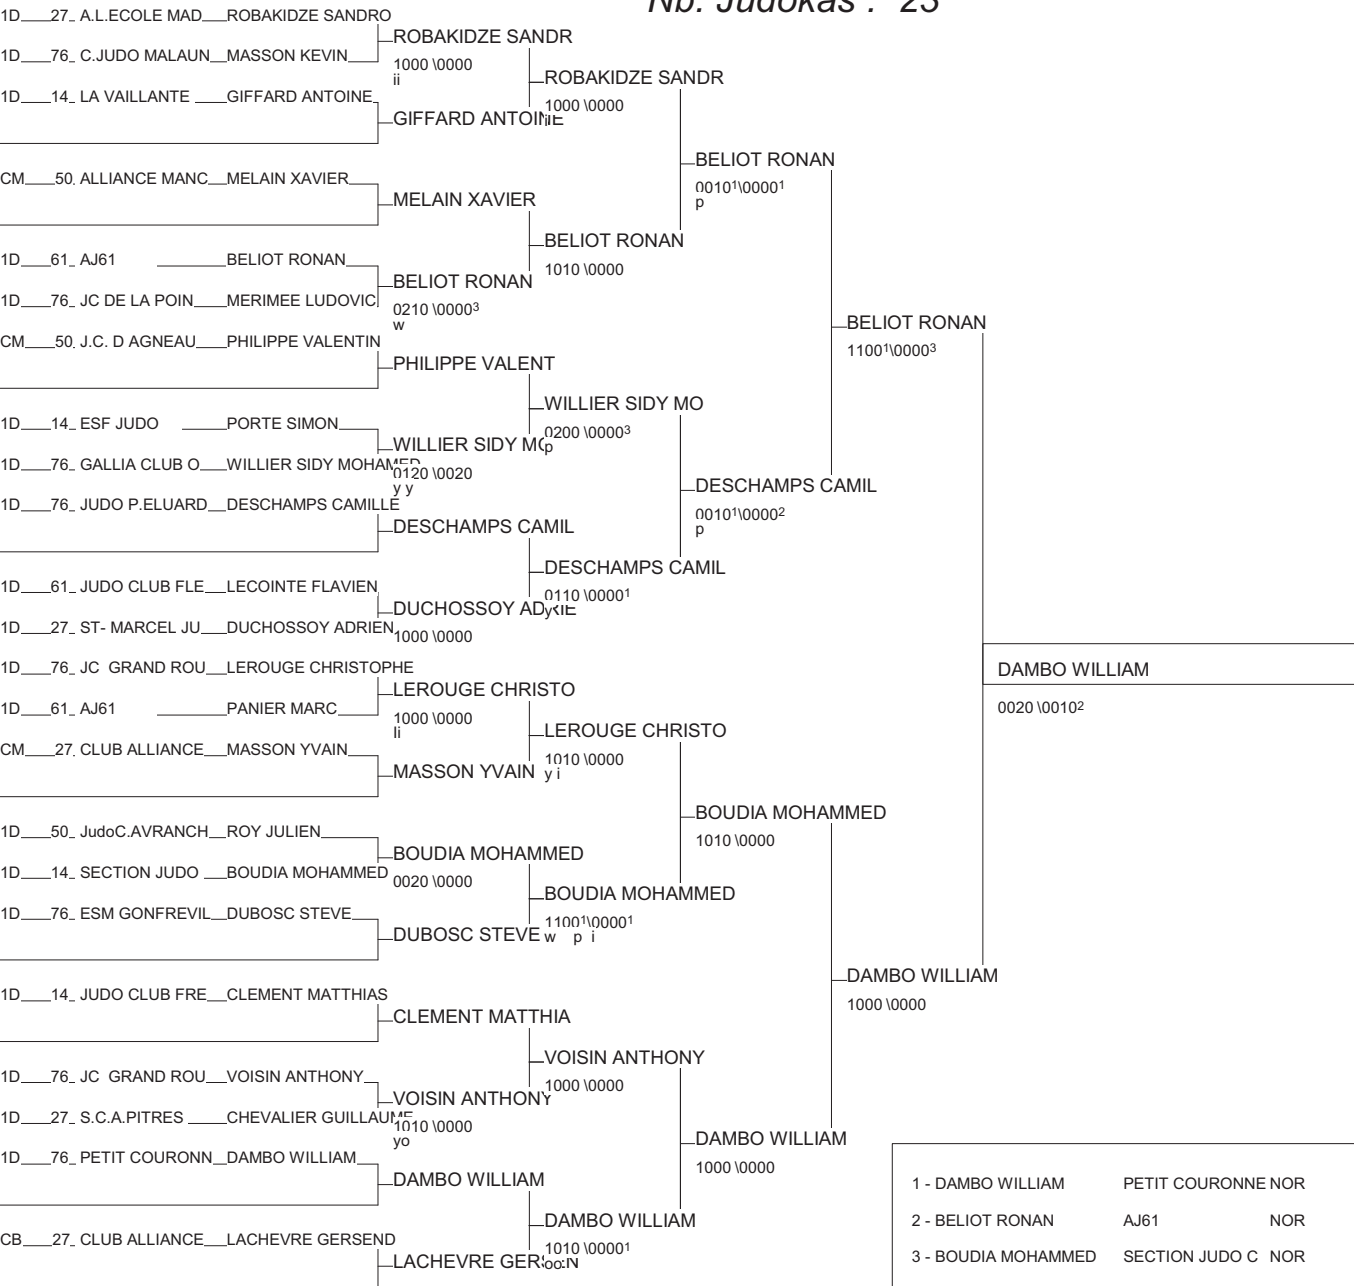 Nb. Judokas : 23
1D 27 A.L.ECOLE MAD ROBAKIDZE SANDRO
1D 76 C.JUDO MALAUN MASSON KEVIN
1D 14 LA VAILLANTE GIFFARD ANTOINE
CM 50 ALLIANCE MANC MELAIN XAVIER
1D 61 AJ61 BELIOT RONAN
1D 76 JC DE LA POIN MERIMEE LUDOVIC
CM 50 J.C. D AGNEAU PHILIPPE VALENTIN
1D 14 ESF JUDO PORTE SIMON
1D 76 GALLIA CLUB O WILLIER SIDY MOHAMED
1D 76 JUDO P.ELUARD DESCHAMPS CAMILLE
1D 61 JUDO CLUB FLE LECOINTE FLAVIEN
1D 27 ST- MARCEL JU DUCHOSSOY ADRIEN
1D 76 JC GRAND ROU LEROUGE CHRISTOPHE
1D 61 AJ61 PANIER MARC
CM 27 CLUB ALLIANCE MASSON YVAIN
1D 50 JudoC.AVRANCH ROY JULIEN
1D 14 SECTION JUDO BOUDIA MOHAMMED
1D 76 ESM GONFREVIL DUBOSC STEVE
1D 14 JUDO CLUB FRE CLEMENT MATTHIAS
1D 76 JC GRAND ROU VOISIN ANTHONY
1D 27 S.C.A.PITRES CHEVALIER GUILLAUME
1D 76 PETIT COURONN DAMBO WILLIAM
CB 27 CLUB ALLIANCE LACHEVRE GERSEND
ROBAKIDZE SANDR
1000 \0000
ii
GIFFARD ANTOINE
MELAIN XAVIER
BELIOT RONAN
0210 \0000³
w
PHILIPPE VALENT
WILLIER SIDY MO
0120 \0020
y y
DESCHAMPS CAMIL
DUCHOSSOY ADRIE
1000 \0000
LEROUGE CHRISTO
1000 \0000
Ii
MASSON YVAIN
BOUDIA MOHAMMED
0020 \0000
DUBOSC STEVE
CLEMENT MATTHIA
VOISIN ANTHONY
1010 \0000
yo
DAMBO WILLIAM
LACHEVRE GERSEN
ROBAKIDZE SANDR
1000 \0000
BELIOT RONAN
1010 \0000
WILLIER SIDY MO
0200 \0000³
p
DESCHAMPS CAMIL
0110 \0000¹
y
LEROUGE CHRISTO
1010 \0000
y i
BOUDIA MOHAMMED
1100¹\0000¹
w p i
VOISIN ANTHONY
1000 \0000
DAMBO WILLIAM
1010 \0000¹
oo
BELIOT RONAN
0010¹\0000¹
p
DESCHAMPS CAMIL
0010¹\0000²
p
BOUDIA MOHAMMED
1010 \0000
DAMBO WILLIAM
1000 \0000
BELIOT RONAN
1100¹\0000³
DAMBO WILLIAM
1000 \0000
DAMBO WILLIAM
0020 \0010²
1 - DAMBO WILLIAM PETIT COURONNE NOR
2 - BELIOT RONAN AJ61 NOR
3 - BOUDIA MOHAMMED SECTION JUDO C NOR